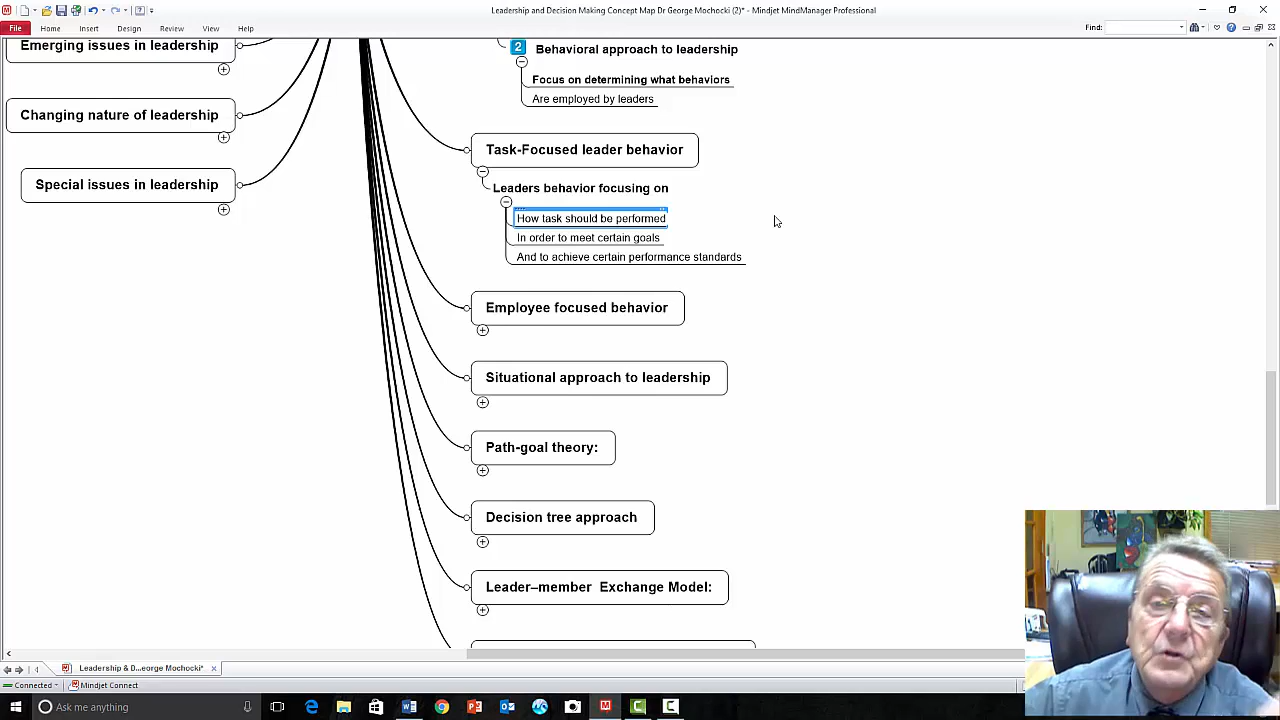 Leadership and Decision Making Concept Map Dr George Mochocki (2)* - Mindjet MindManager Professional
File Home Insert Design Review View Find:
Emerging issues in leadership
Changing nature of leadership
Special issues in leadership
2 Behavioral approach to leadership
Focus on determining what behaviors
Are employed by leaders
Task-Focused leader behavior
Leaders behavior focusing on
How task should be performed
In order to meet certain goals
And to achieve certain performance standards
Employee focused behavior
Situational approach to leadership
Path-goal theory:
Decision tree approach
Leader–member Exchange Model:
Leadership & D...eorge Mochocki*
Connected Mindjet Connect
Ask me anything